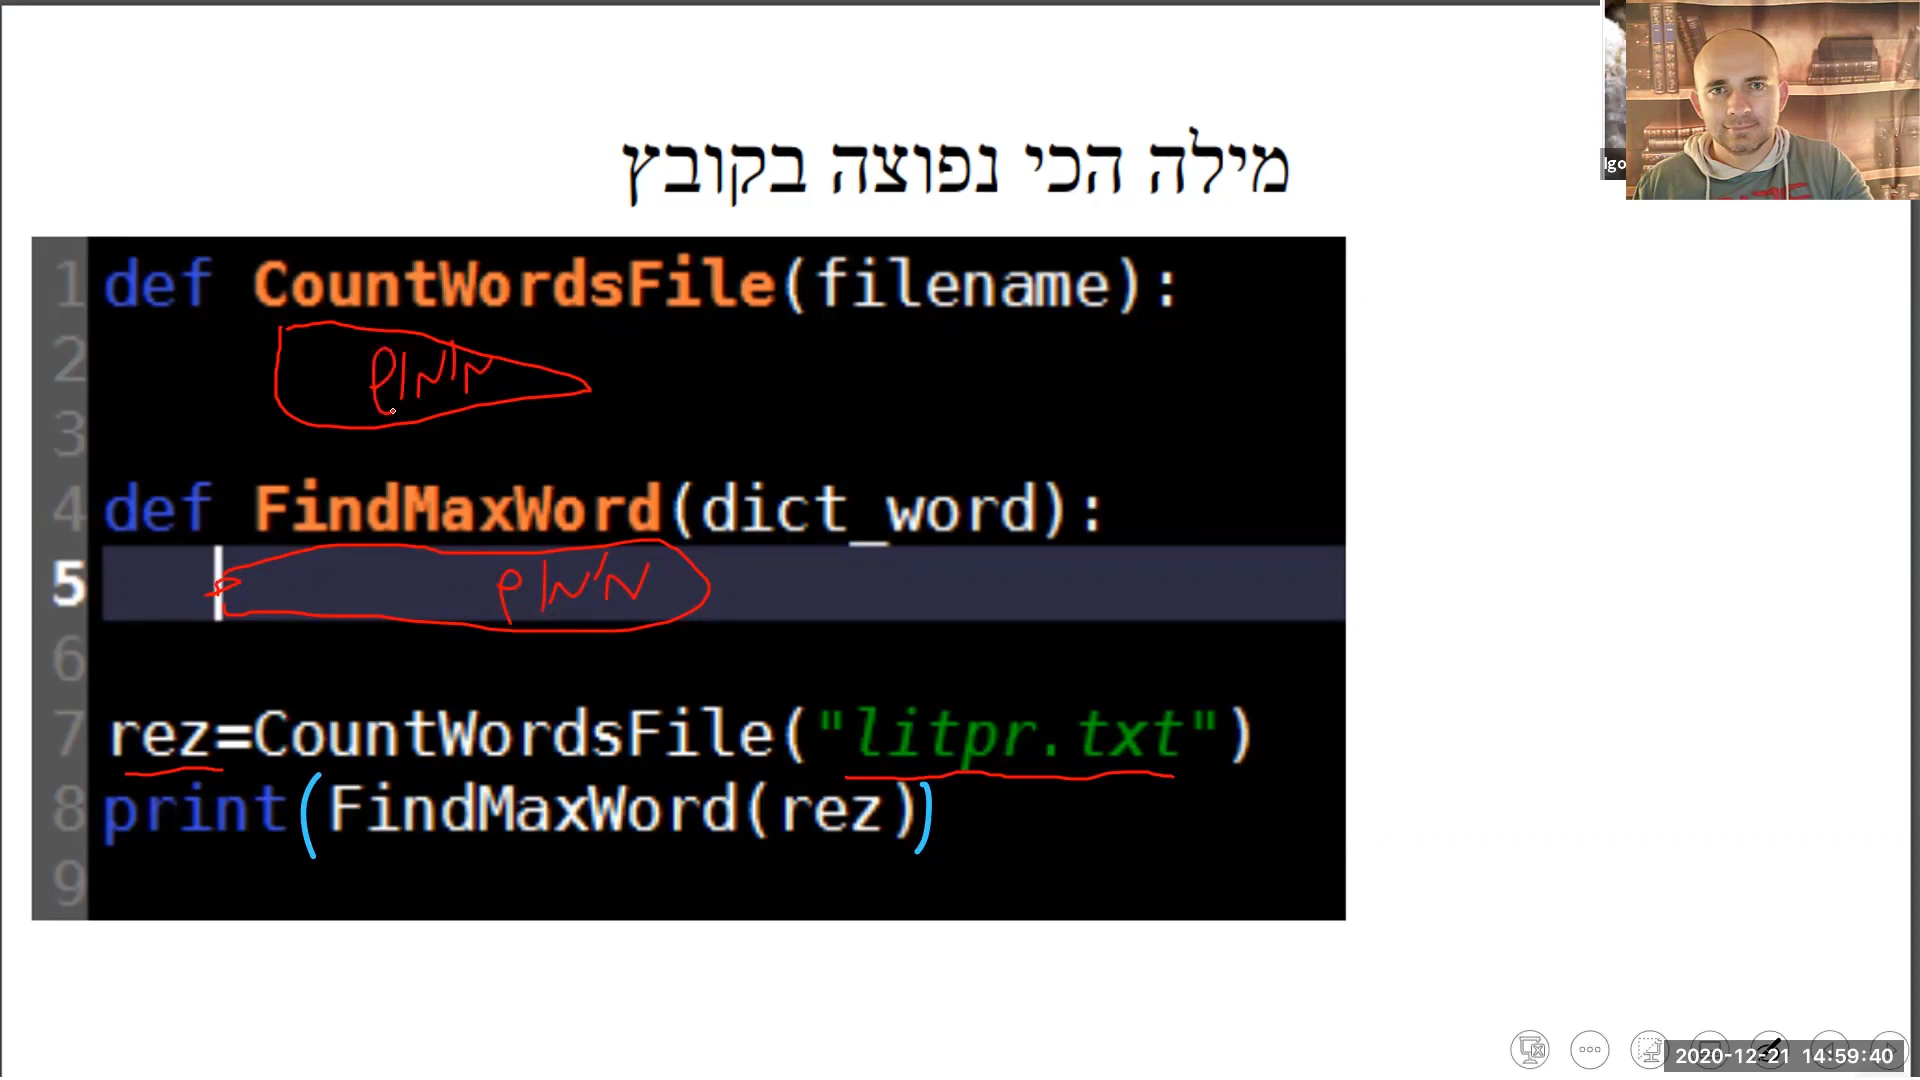 Igo
מילה הכי נפוצה בקובץ
1 def CountWordsFile(filename):
2 מימוש
3
4 def FindMaxWord(dict_word):
5 מימוש
6
7 rez=CountWordsFile("litpr.txt")
8 print(FindMaxWord(rez))
9
2020-12-21 14:59:40